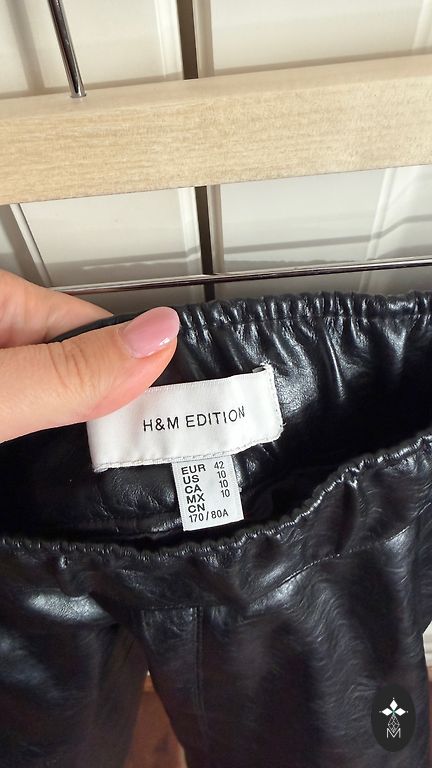 H&M EDITION
EUR 42
US 10
CA 10
MX 10
CN
170/80A
M